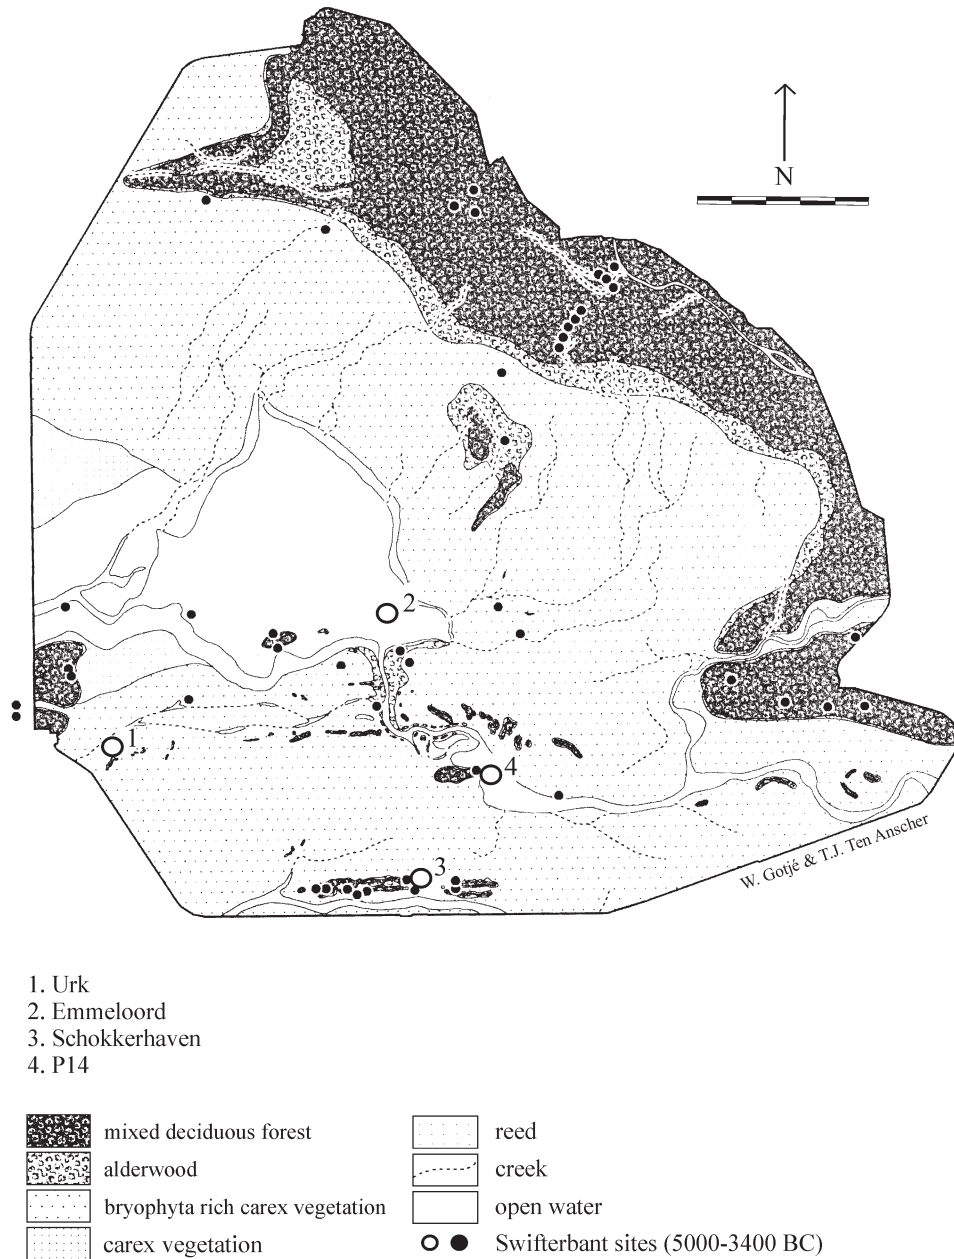 N
2
1
4
3
W. Gotjé & T.J. Ten Anscher
1. Urk
2. Emmeloord
3. Schokkerhaven
4. P14
mixed deciduous forest
alderwood
bryophyta rich carex vegetation
carex vegetation
reed
creek
open water
Swifterbant sites (5000-3400 BC)